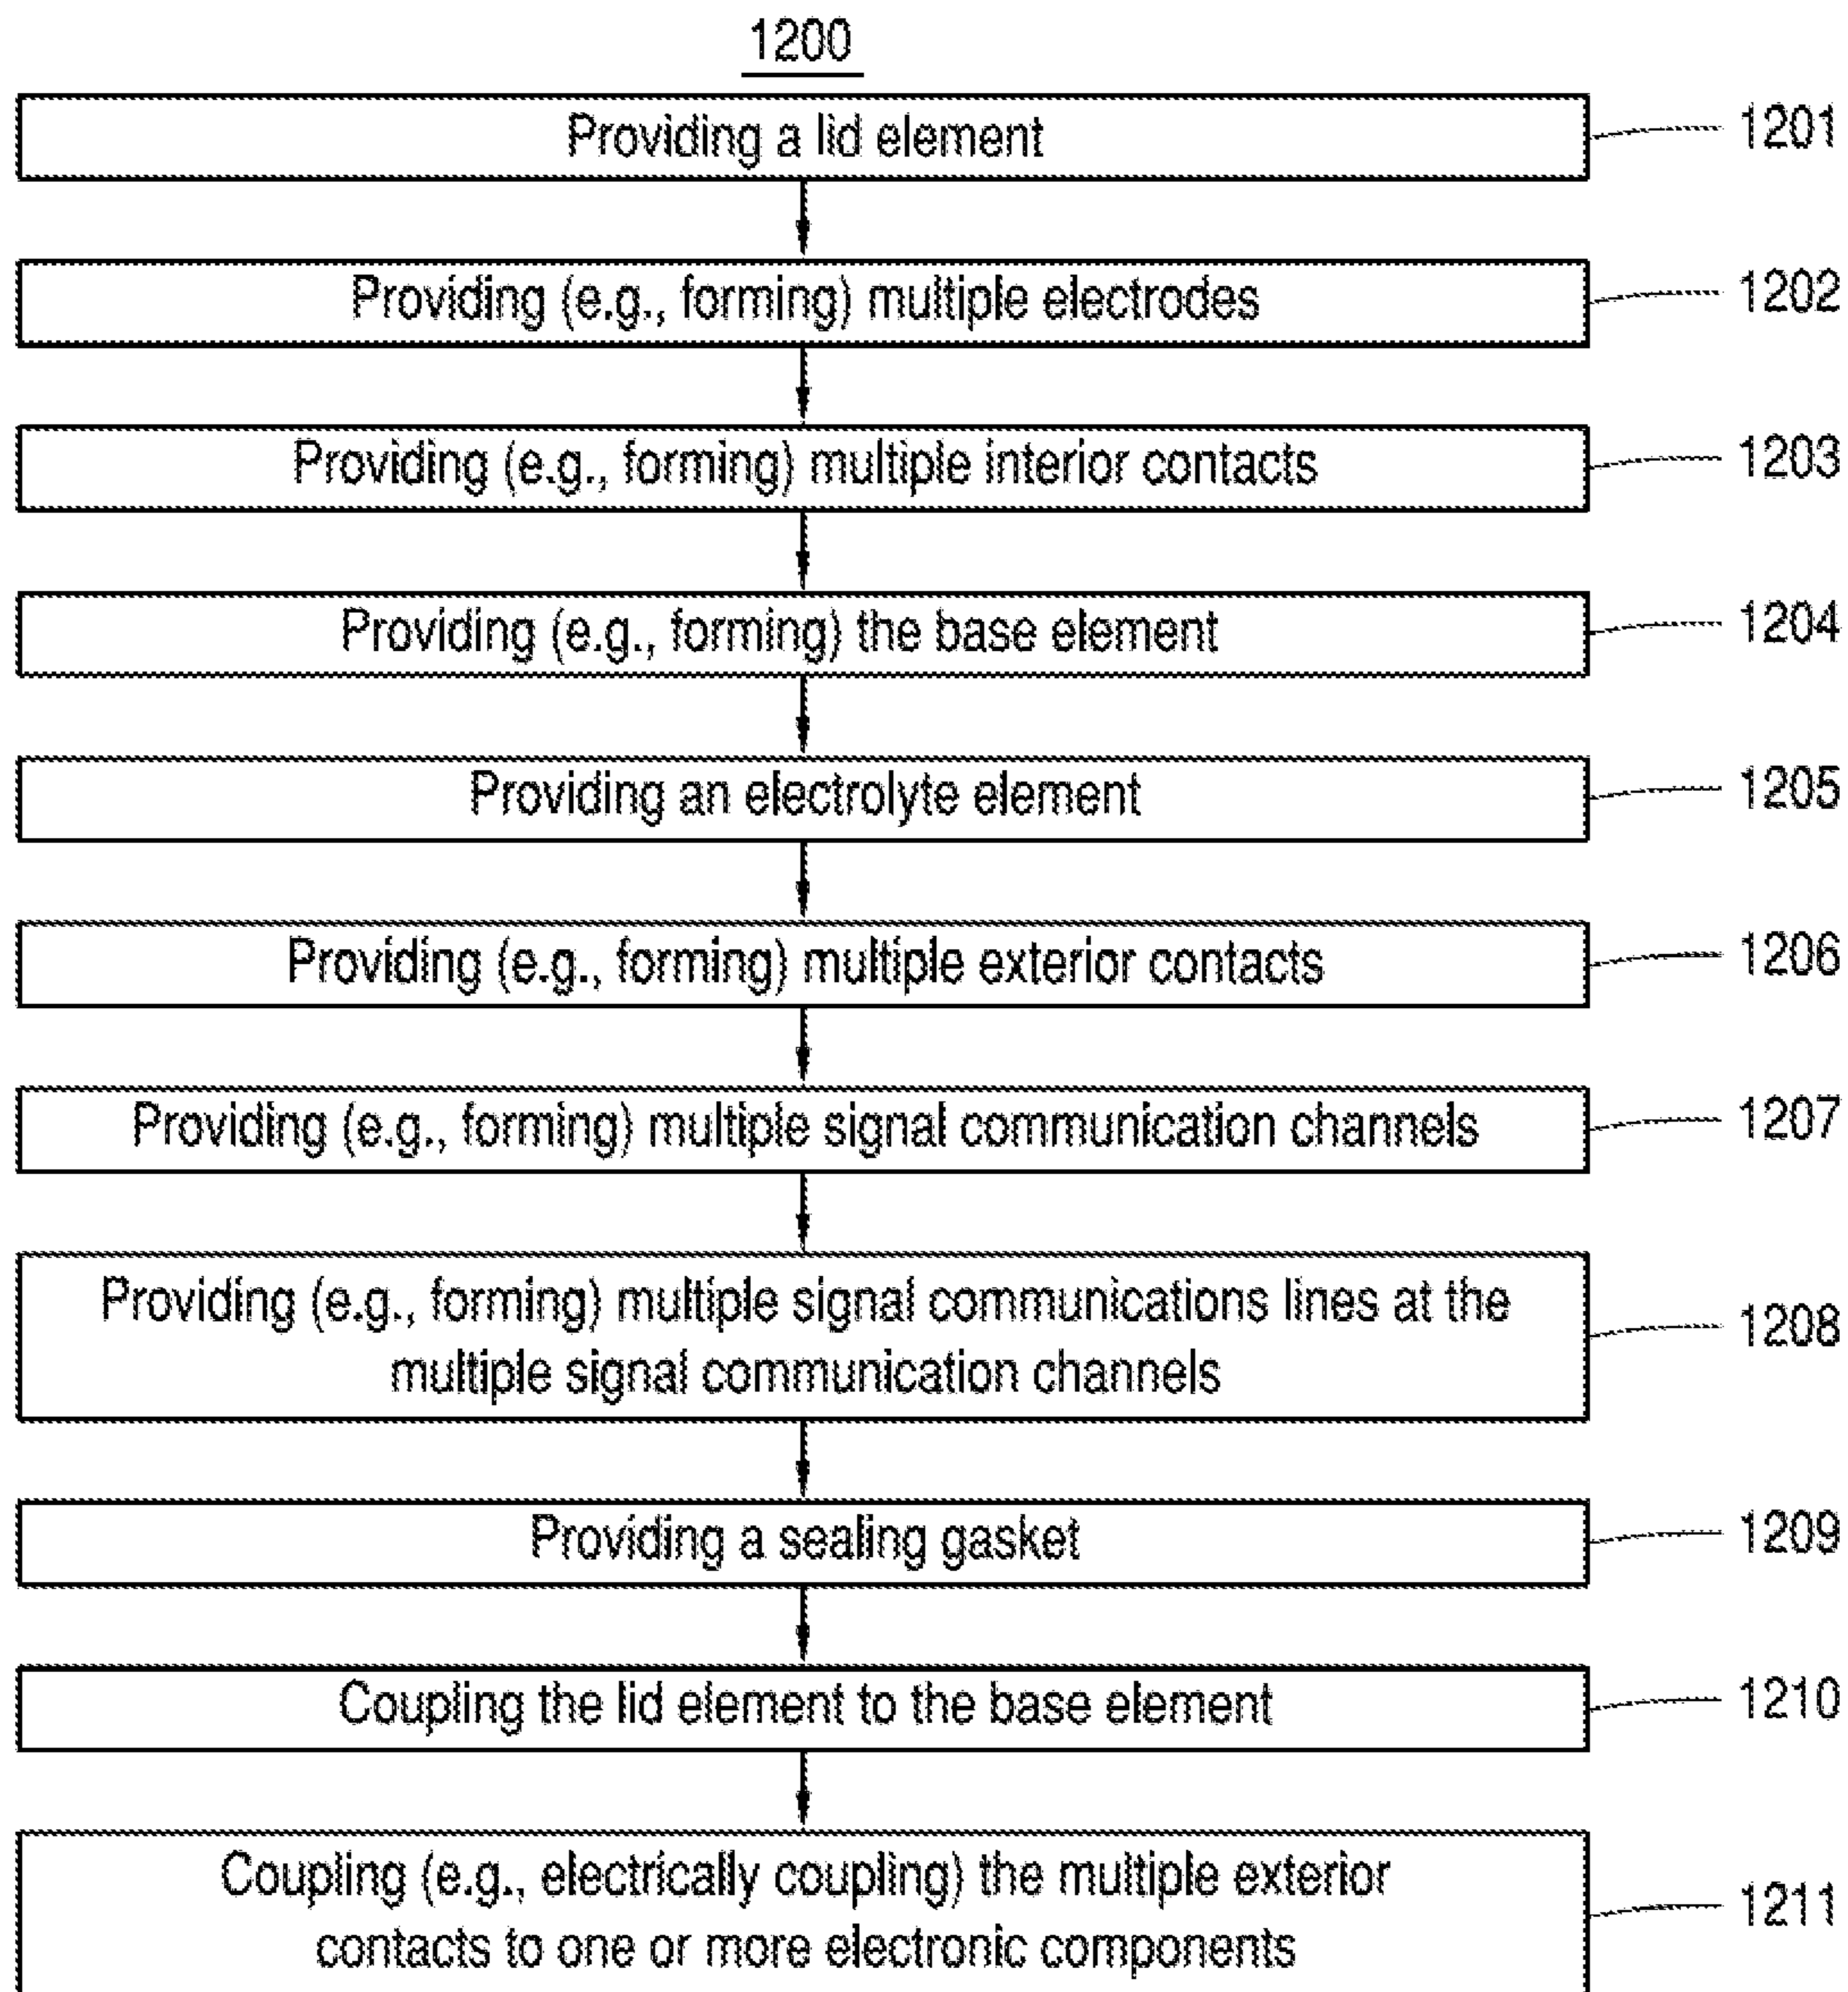 1200
Providing a lid element
1201
Providing (e.g., forming) multiple electrodes
1202
Providing (e.g., forming) multiple interior contacts
1203
Providing (e.g., forming) the base element
1204
Providing an electrolyte element
1205
Providing (e.g., forming) multiple exterior contacts
1206
Providing (e.g., forming) multiple signal communication channels
1207
Providing (e.g., forming) multiple signal communications lines at the
multiple signal communication channels
1208
Providing a sealing gasket
1209
Coupling the lid element to the base element
1210
Coupling (e.g., electrically coupling) the multiple exterior
contacts to one or more electronic components
1211